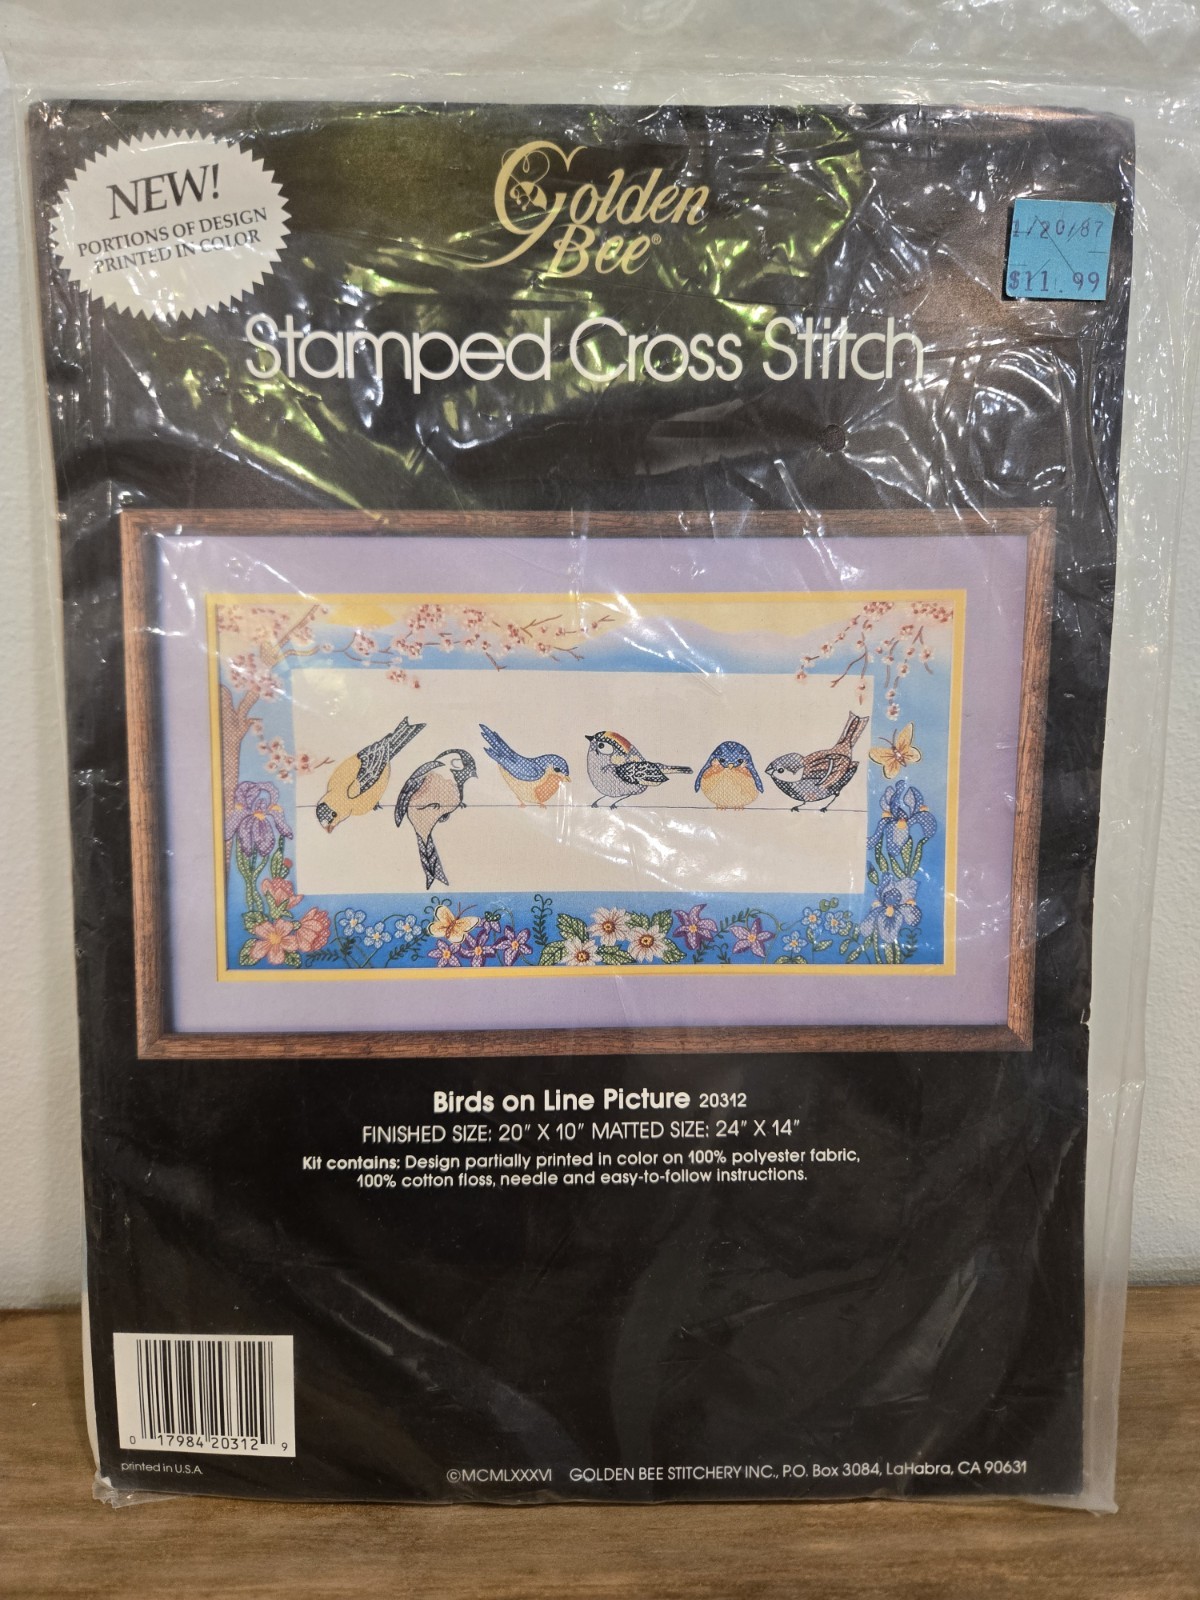 NEW!
PORTIONS OF DESIGN
PRINTED IN COLOR
Golden
Bee®
1/20/87
$11.99
Stamped Cross Stitch
Birds on Line Picture 20312
FINISHED SIZE: 20" X 10" MATTED SIZE: 24" X 14"
Kit contains: Design partially printed in color on 100% polyester fabric,
100% cotton floss, needle and easy-to-follow instructions.
0 17984 20312 9
printed in U.S.A.
©MCMLXXXVI GOLDEN BEE STITCHERY INC., P.O. Box 3084, LaHabra, CA 90631